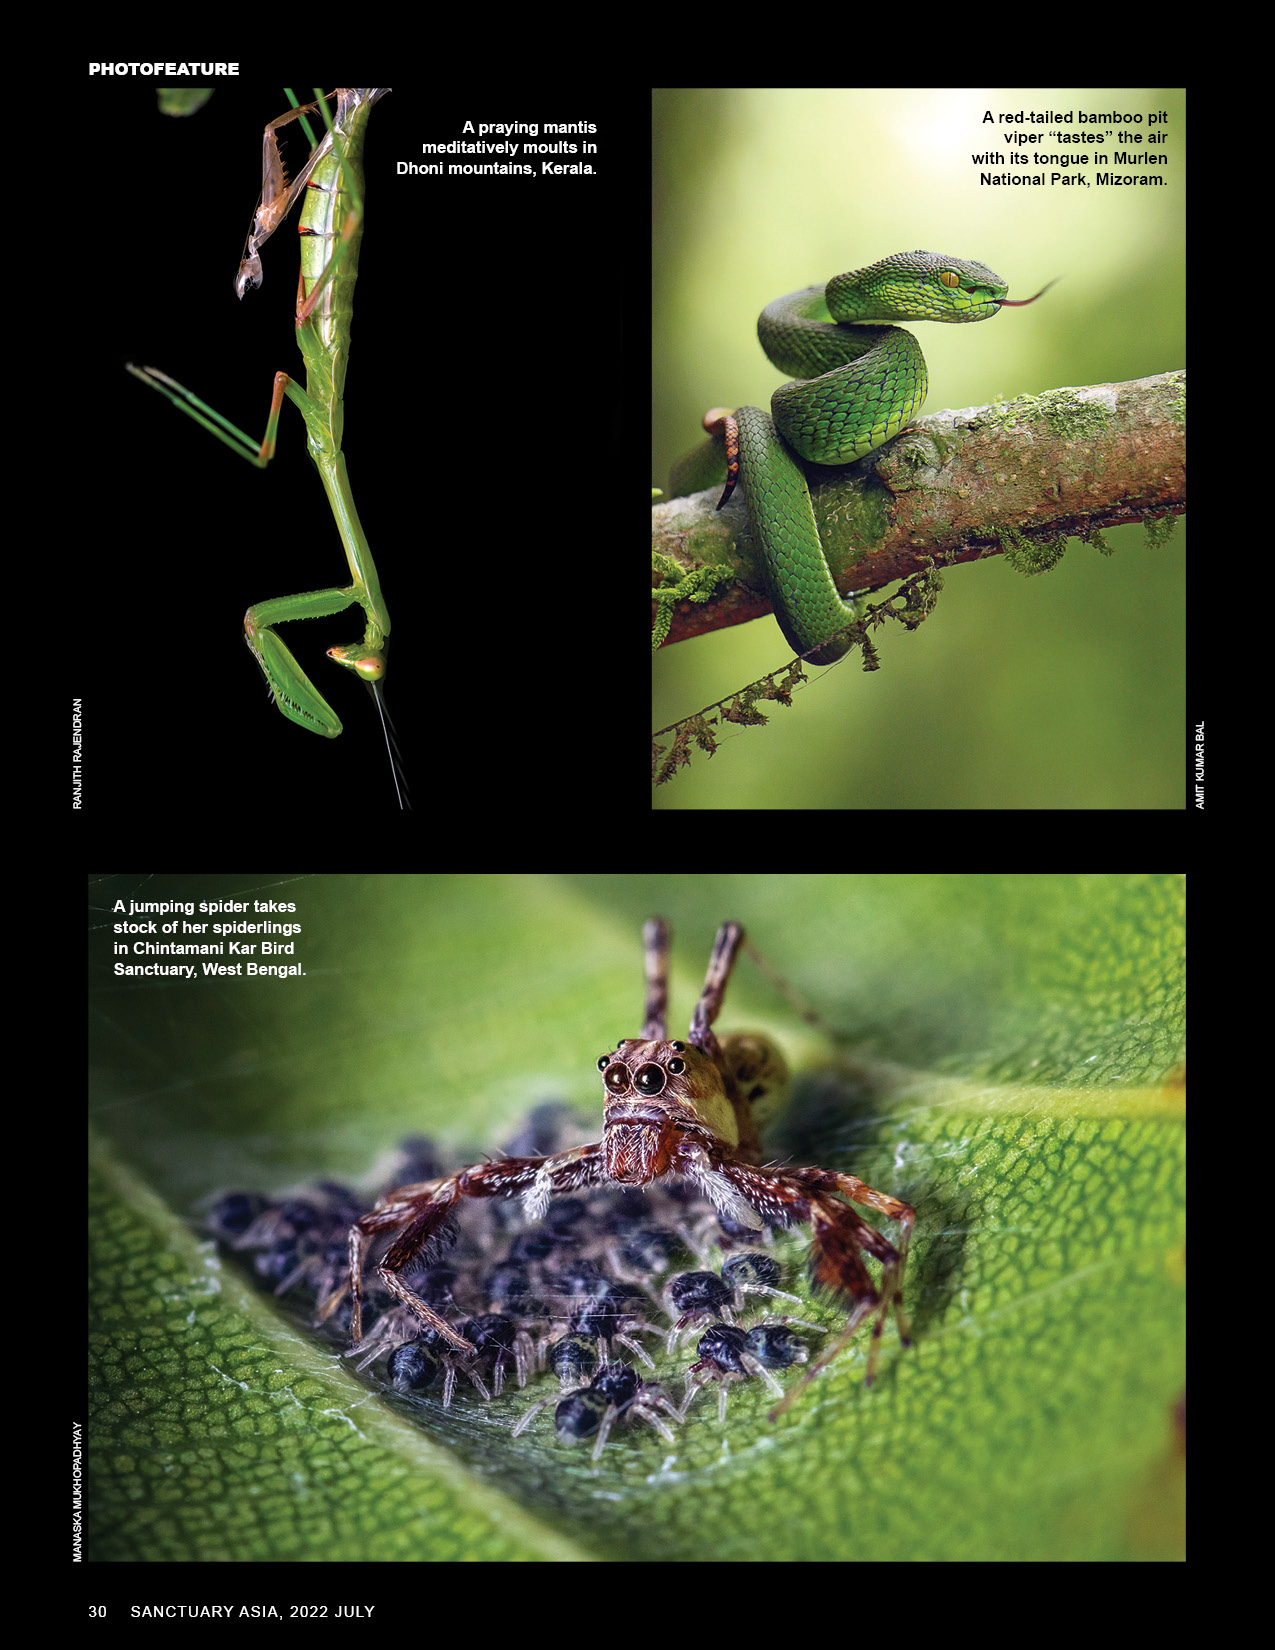 PHOTOFEATURE
A praying mantis
meditatively moults in
Dhoni mountains, Kerala.
RANJITH RAJENDRAN
A red-tailed bamboo pit
viper “tastes” the air
with its tongue in Murlen
National Park, Mizoram.
AMIT KUMAR BAL
A jumping spider takes
stock of her spiderlings
in Chintamani Kar Bird
Sanctuary, West Bengal.
MANASKA MUKHOPADHYAY
30 SANCTUARY ASIA, 2022 JULY